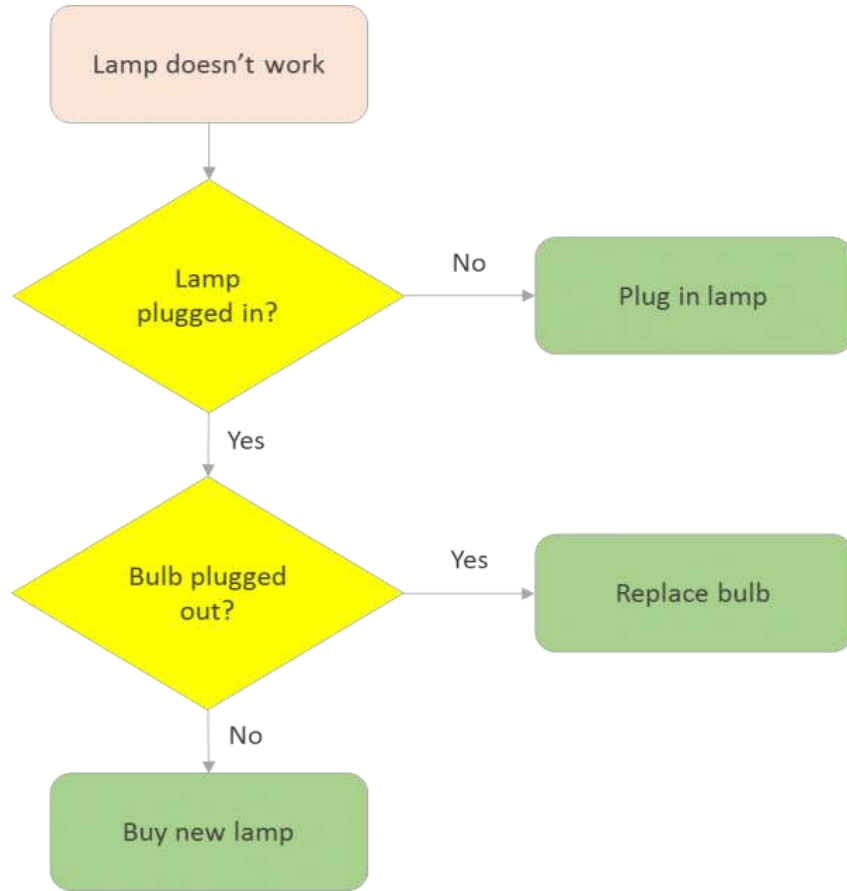 Lamp doesn’t work
Lamp
plugged in?
No
Plug in lamp
Yes
Bulb plugged
out?
Yes
Replace bulb
No
Buy new lamp